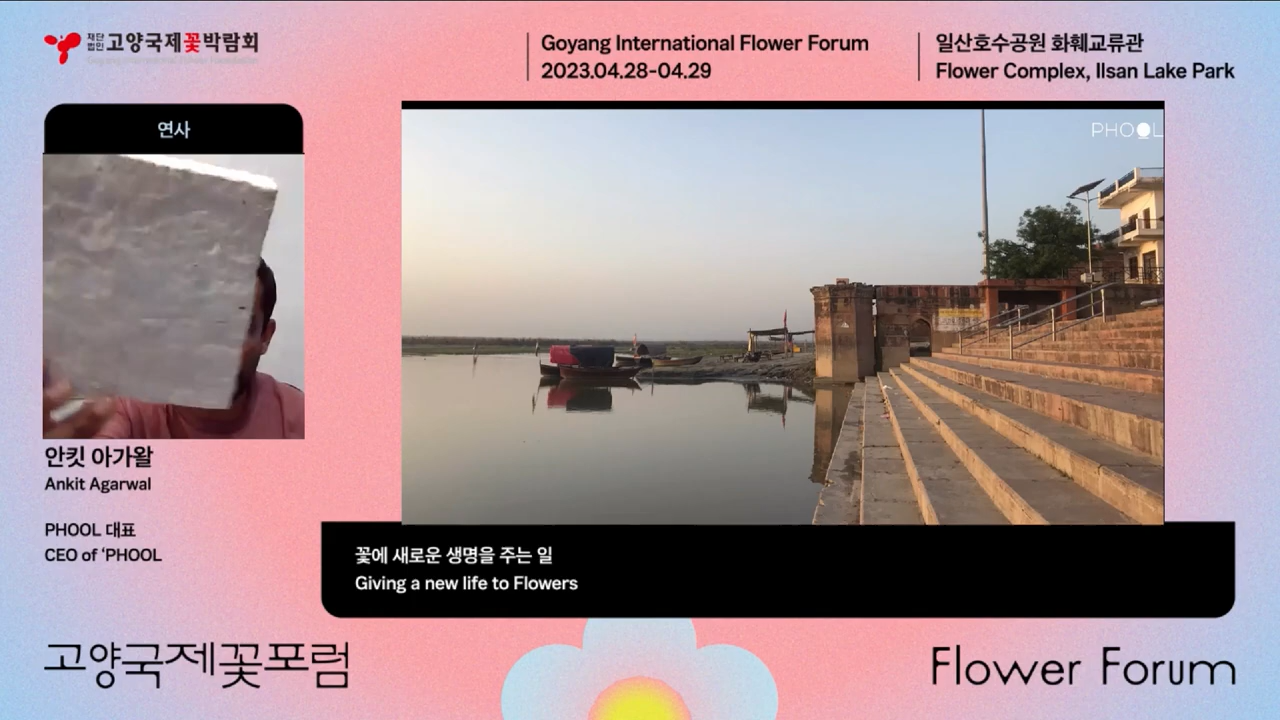 재단
법인 고양국제꽃박람회
Goyang International Flower Foundation
Goyang International Flower Forum
2023.04.28-04.29
일산호수공원 화훼교류관
Flower Complex, Ilsan Lake Park
연사
PHOOL
안킷 아가왈
Ankit Agarwal
PHOOL 대표
CEO of ‘PHOOL
꽃에 새로운 생명을 주는 일
Giving a new life to Flowers
고양국제꽃포럼
Flower Forum